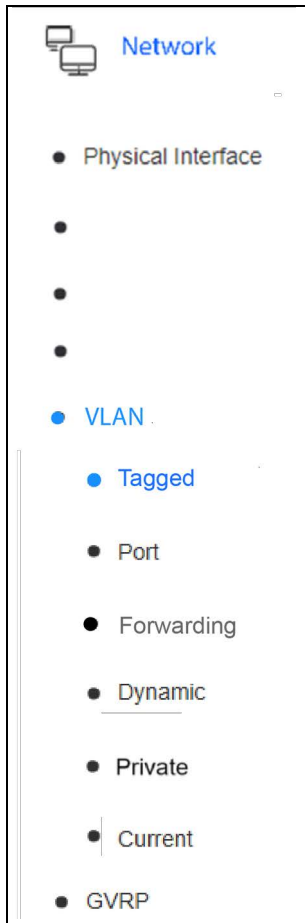 Network
Physical Interface
VLAN
Tagged
Port
Forwarding
Dynamic
Private
Current
GVRP